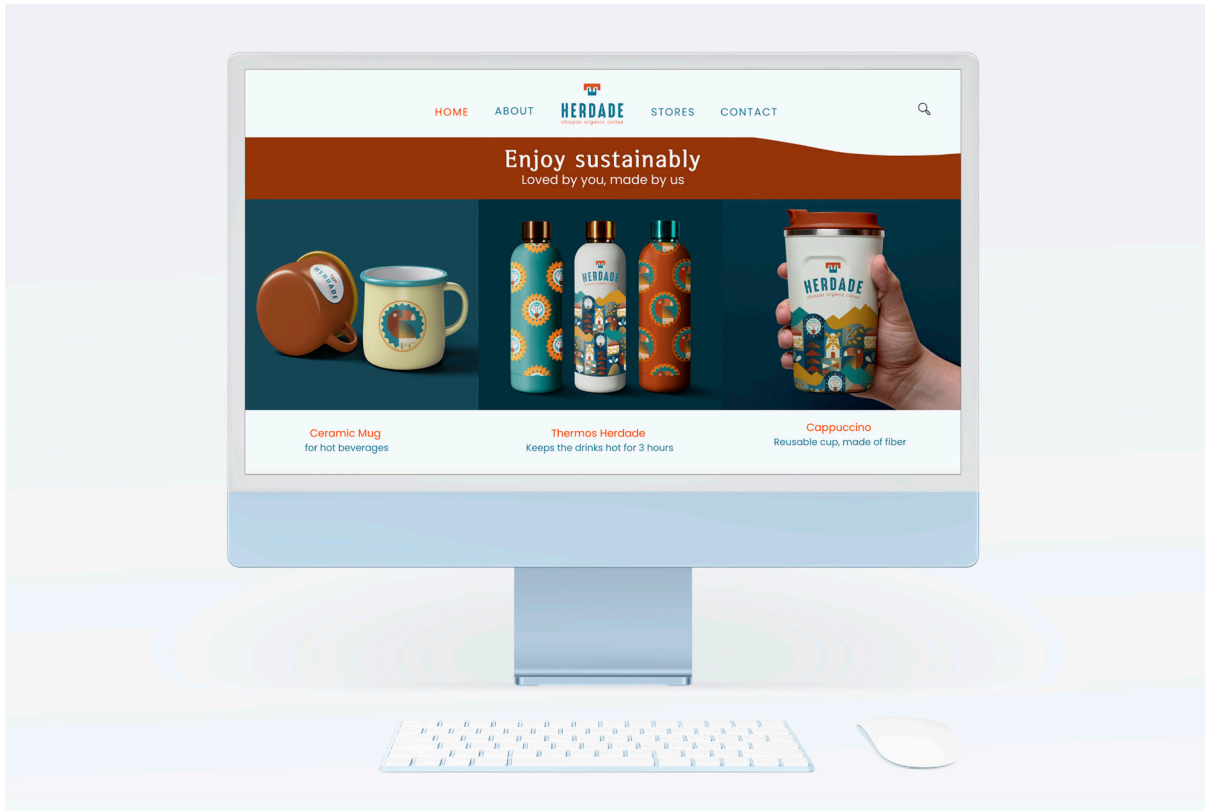 HOME
ABOUT
HERDADE
chiapas organic coffee
STORES
CONTACT
Enjoy sustainably
Loved by you, made by us
HERDADE
HERDADE
HERDADE
chiapas organic coffee
Ceramic Mug
for hot beverages
Thermos Herdade
Keeps the drinks hot for 3 hours
Cappuccino
Reusable cup, made of fiber